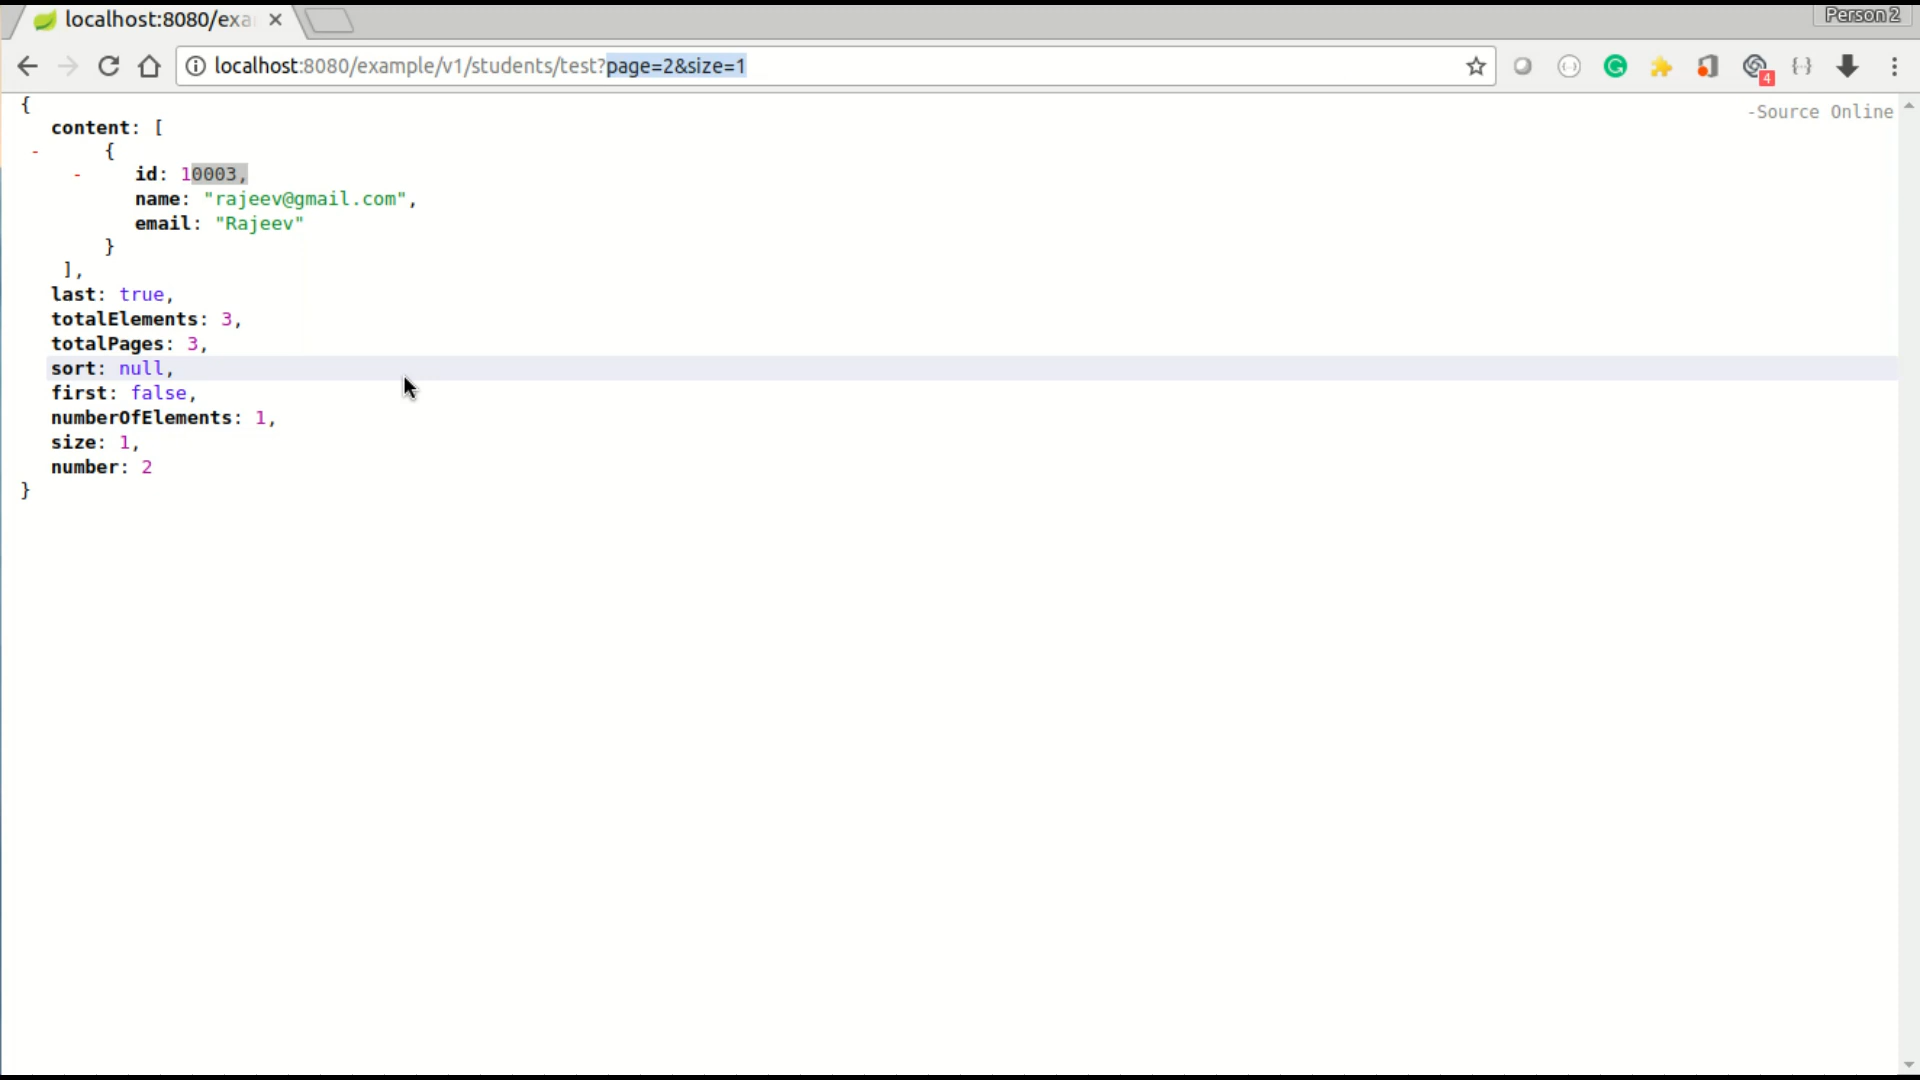 localhost:8080/exa
Person 2
localhost:8080/example/v1/students/test?page=2&size=1
4
-Source Online
{
content: [
- {
- id: 10003,
name: "rajeev@gmail.com",
email: "Rajeev"
}
],
last: true,
totalElements: 3,
totalPages: 3,
sort: null,
first: false,
numberOfElements: 1,
size: 1,
number: 2
}